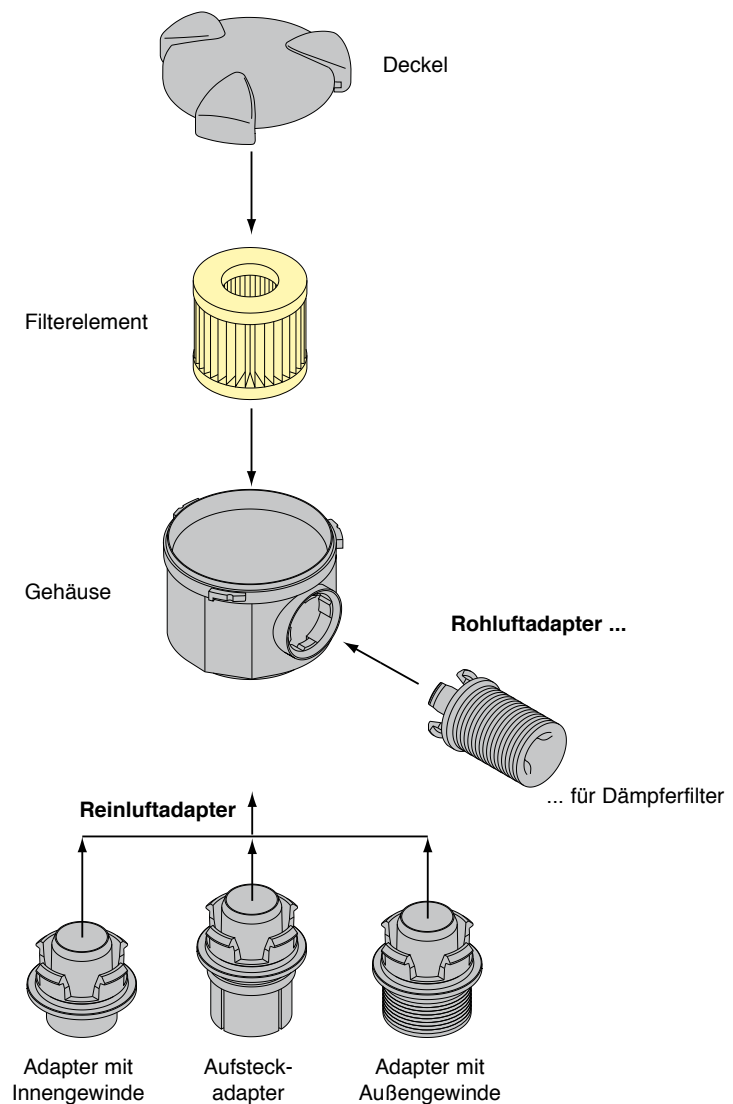 Deckel
Filterelement
Gehäuse
Rohluftadapter ...
... für Dämpferfilter
Reinluftadapter
Adapter mit
Innengewinde
Aufsteck-
adapter
Adapter mit
Außengewinde